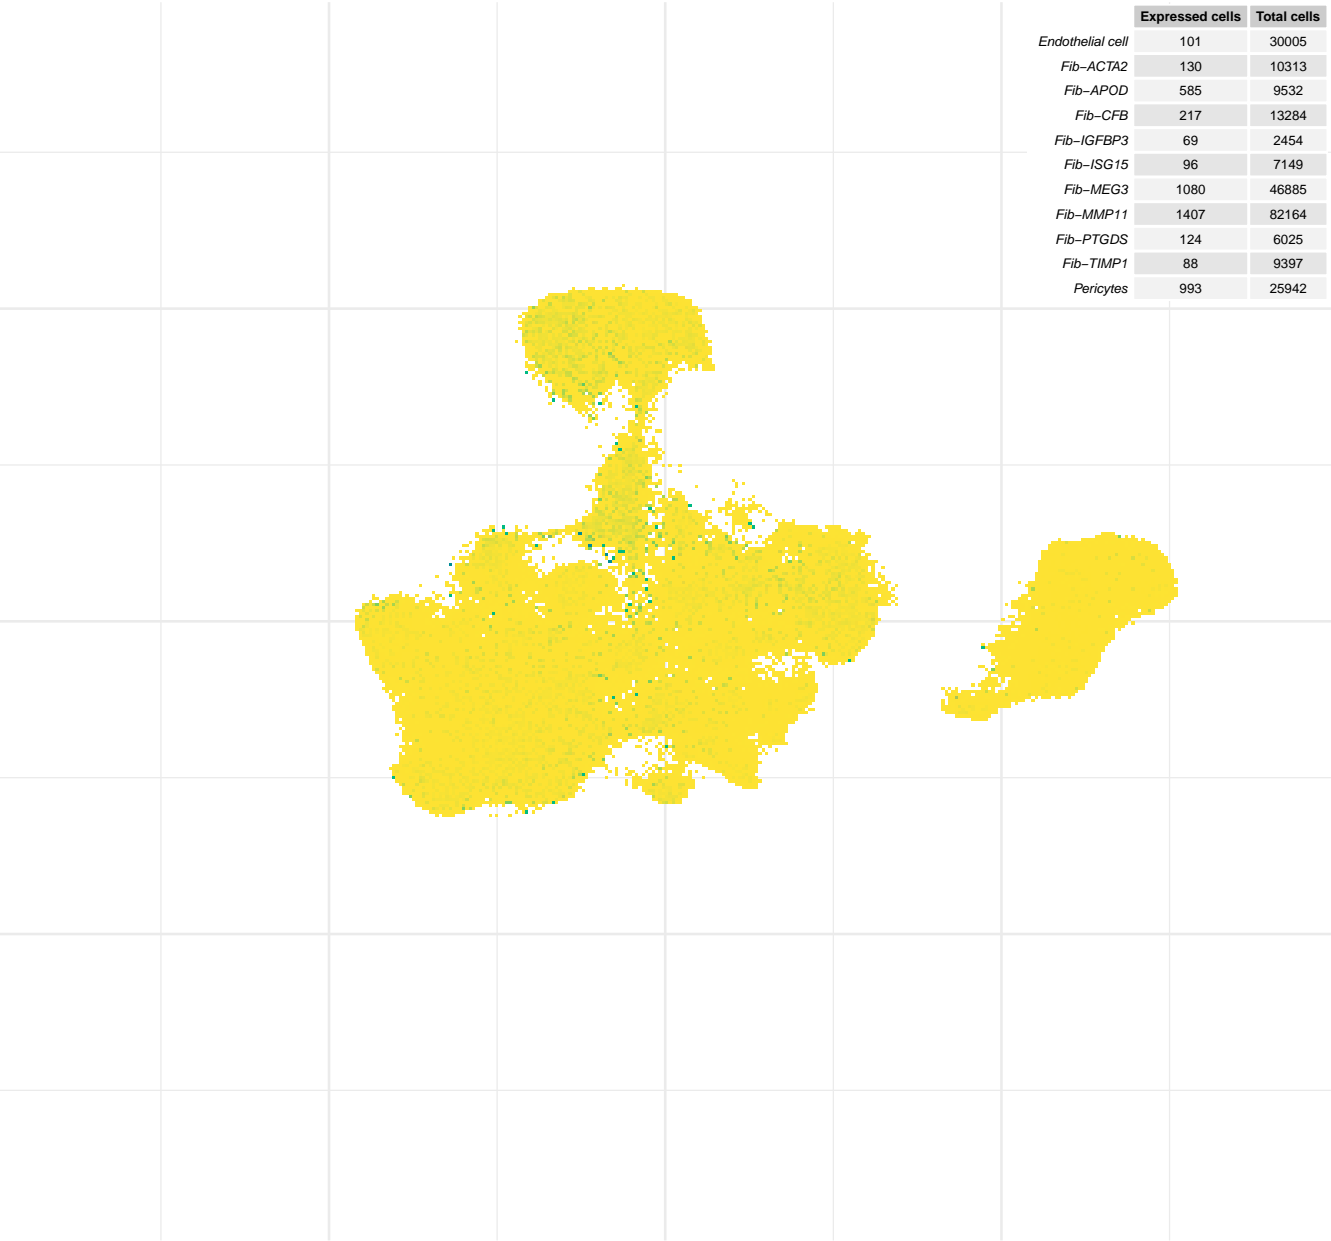 Expressed cells Total cells
Endothelial cell 101 30005
Fib−ACTA2 130 10313
Fib−APOD 585 9532
Fib−CFB 217 13284
Fib−IGFBP3 69 2454
Fib−ISG15 96 7149
Fib−MEG3 1080 46885
Fib−MMP11 1407 82164
Fib−PTGDS 124 6025
Fib−TIMP1 88 9397
Pericytes 993 25942